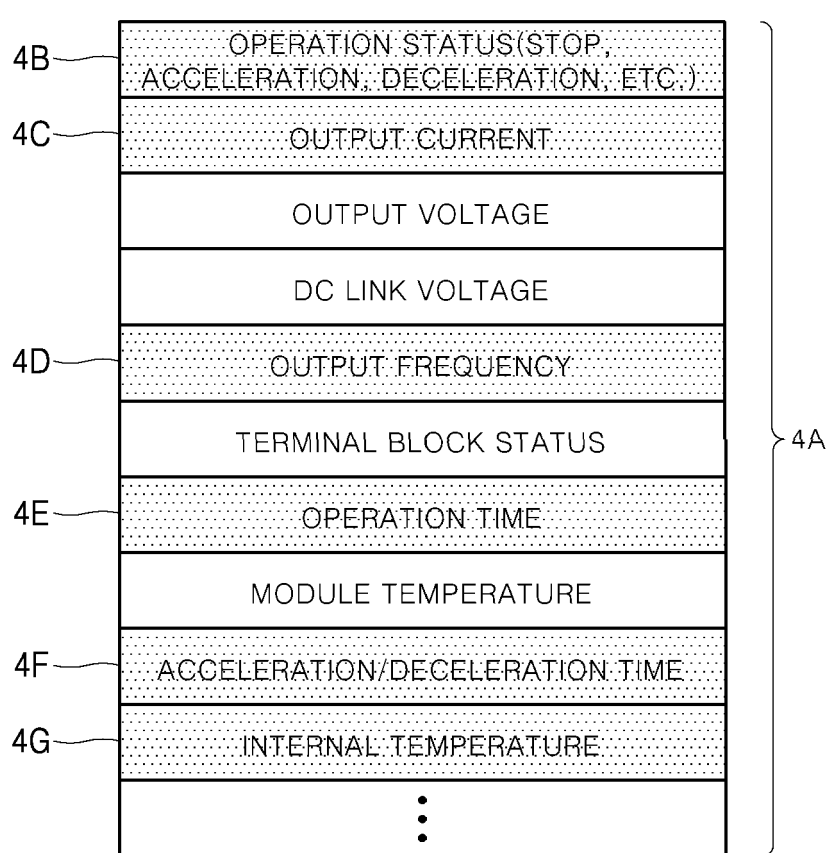 4B
OPERATION STATUS(STOP,
ACCELERATION, DECELERATION, ETC.)
4C
OUTPUT CURRENT
OUTPUT VOLTAGE
DC LINK VOLTAGE
4D
OUTPUT FREQUENCY
TERMINAL BLOCK STATUS
4A
4E
OPERATION TIME
MODULE TEMPERATURE
4F
ACCELERATION/DECELERATION TIME
4G
INTERNAL TEMPERATURE